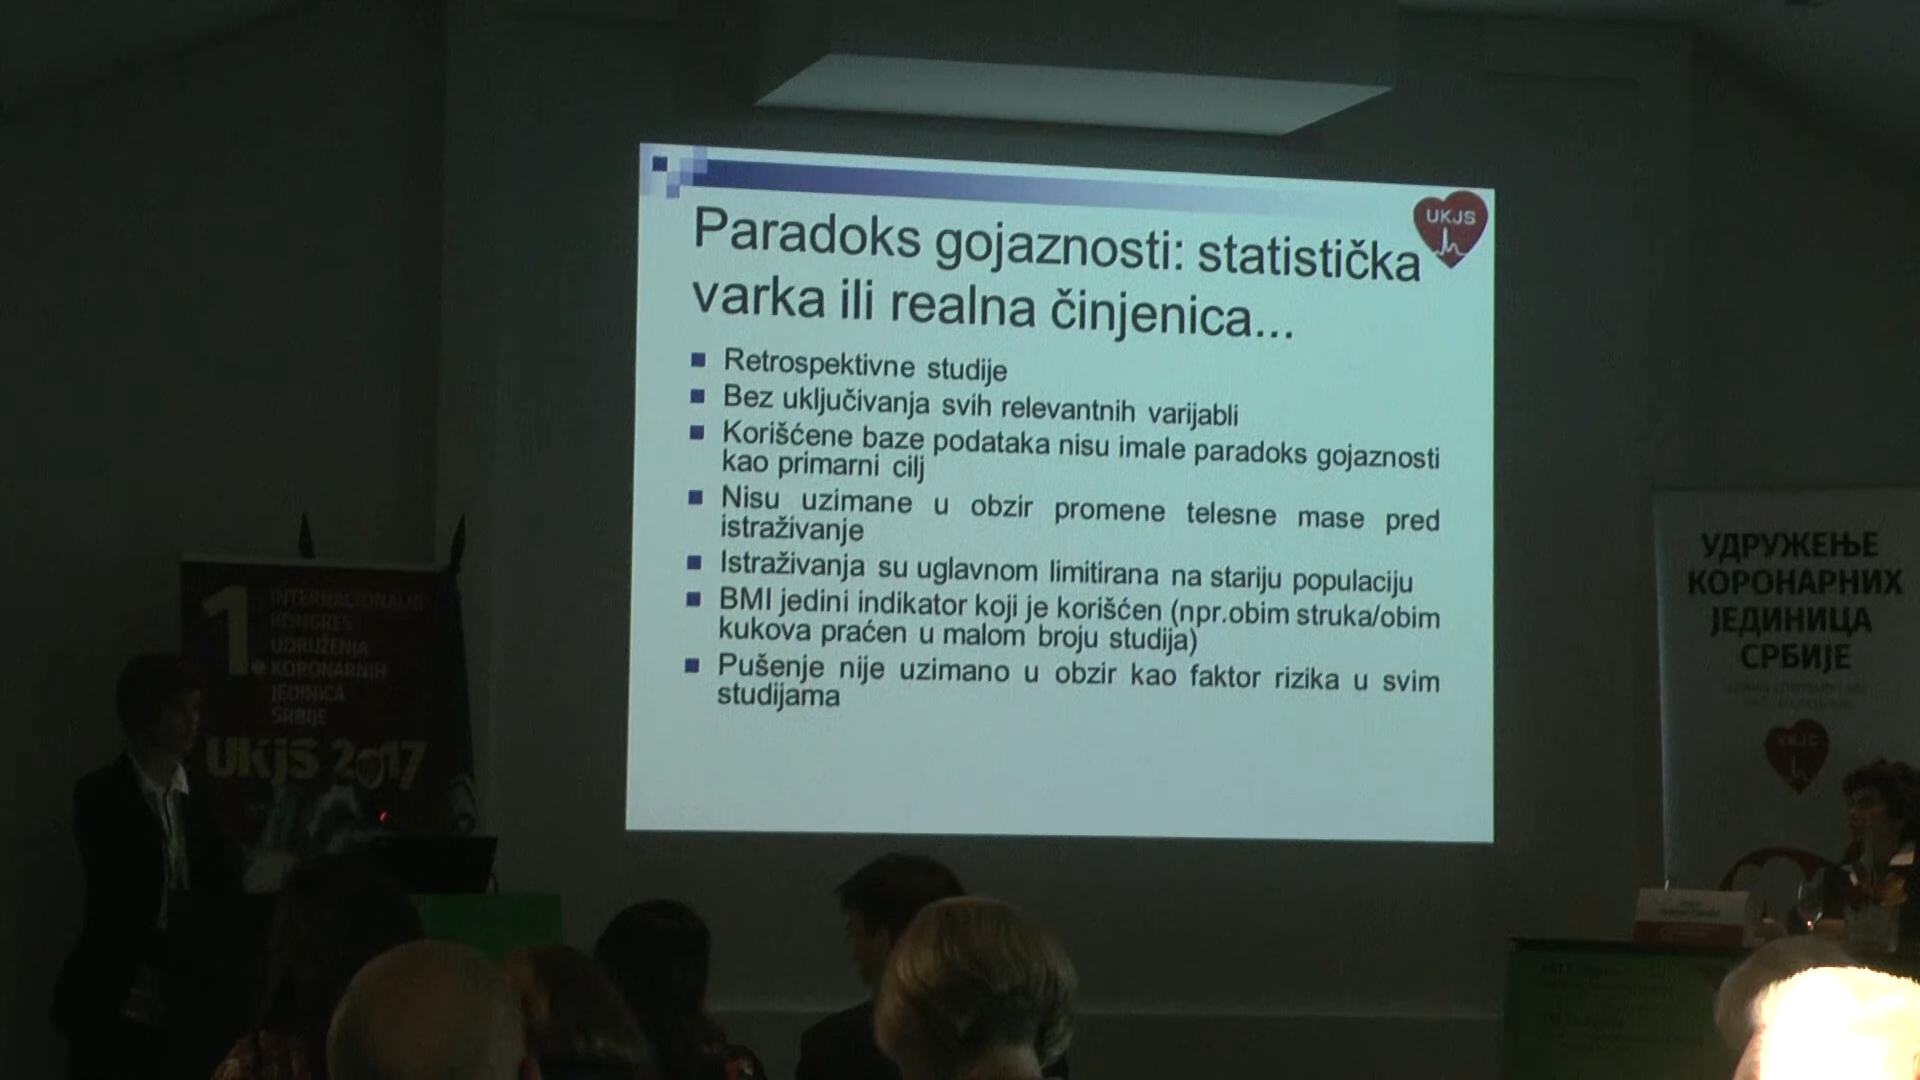 UKJS
Paradoks gojaznosti: statistička
varka ili realna činjenica...
Retrospektivne studije
Bez uključivanja svih relevantnih varijabli
Korišćene baze podataka nisu imale paradoks gojaznosti
kao primarni cilj
Nisu uzimane u obzir promene telesne mase pred
istraživanje
Istraživanja su uglavnom limitirana na stariju populaciju
BMI jedini indikator koji je korišćen (npr.obim struka/obim
kukova praćen u malom broju studija)
Pušenje nije uzimano u obzir kao faktor rizika u svim
studijama
1.
INTERNACIONALNI
KONGRES
UDRUŽENJA
KORONARNIH
JEDINICA
SRBIJE
UKJS 2017
УДРУЖЕЊЕ
КОРОНАРНИХ
ЈЕДИНИЦА
СРБИЈЕ